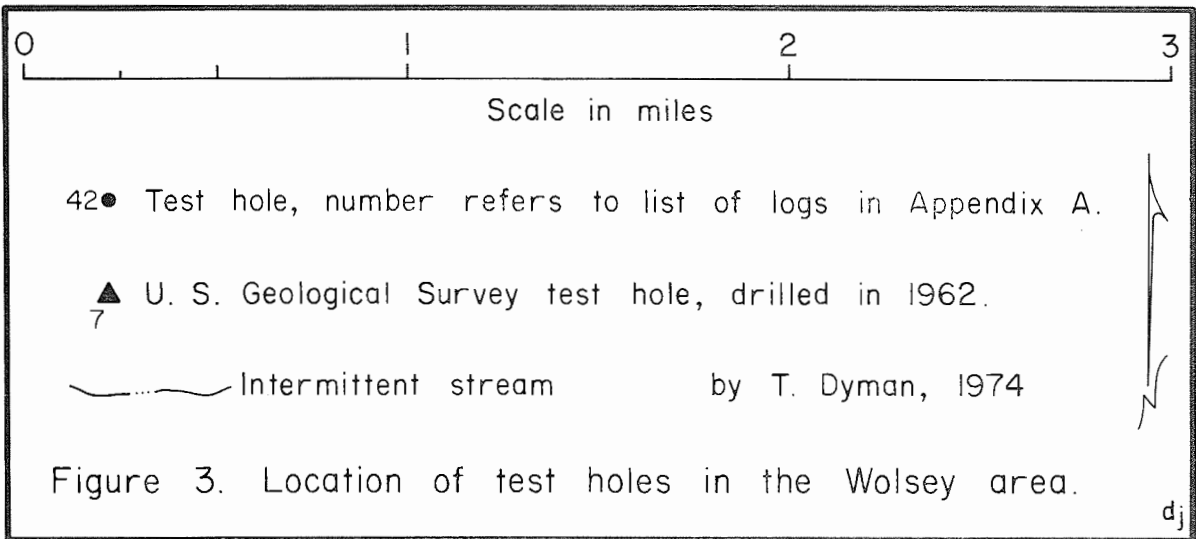 0 1 2 3
Scale in miles
42● Test hole, number refers to list of logs in Appendix A.
▲ U. S. Geological Survey test hole, drilled in 1962.
7
Intermittent stream by T. Dyman, 1974
N
Figure 3. Location of test holes in the Wolsey area.
dj